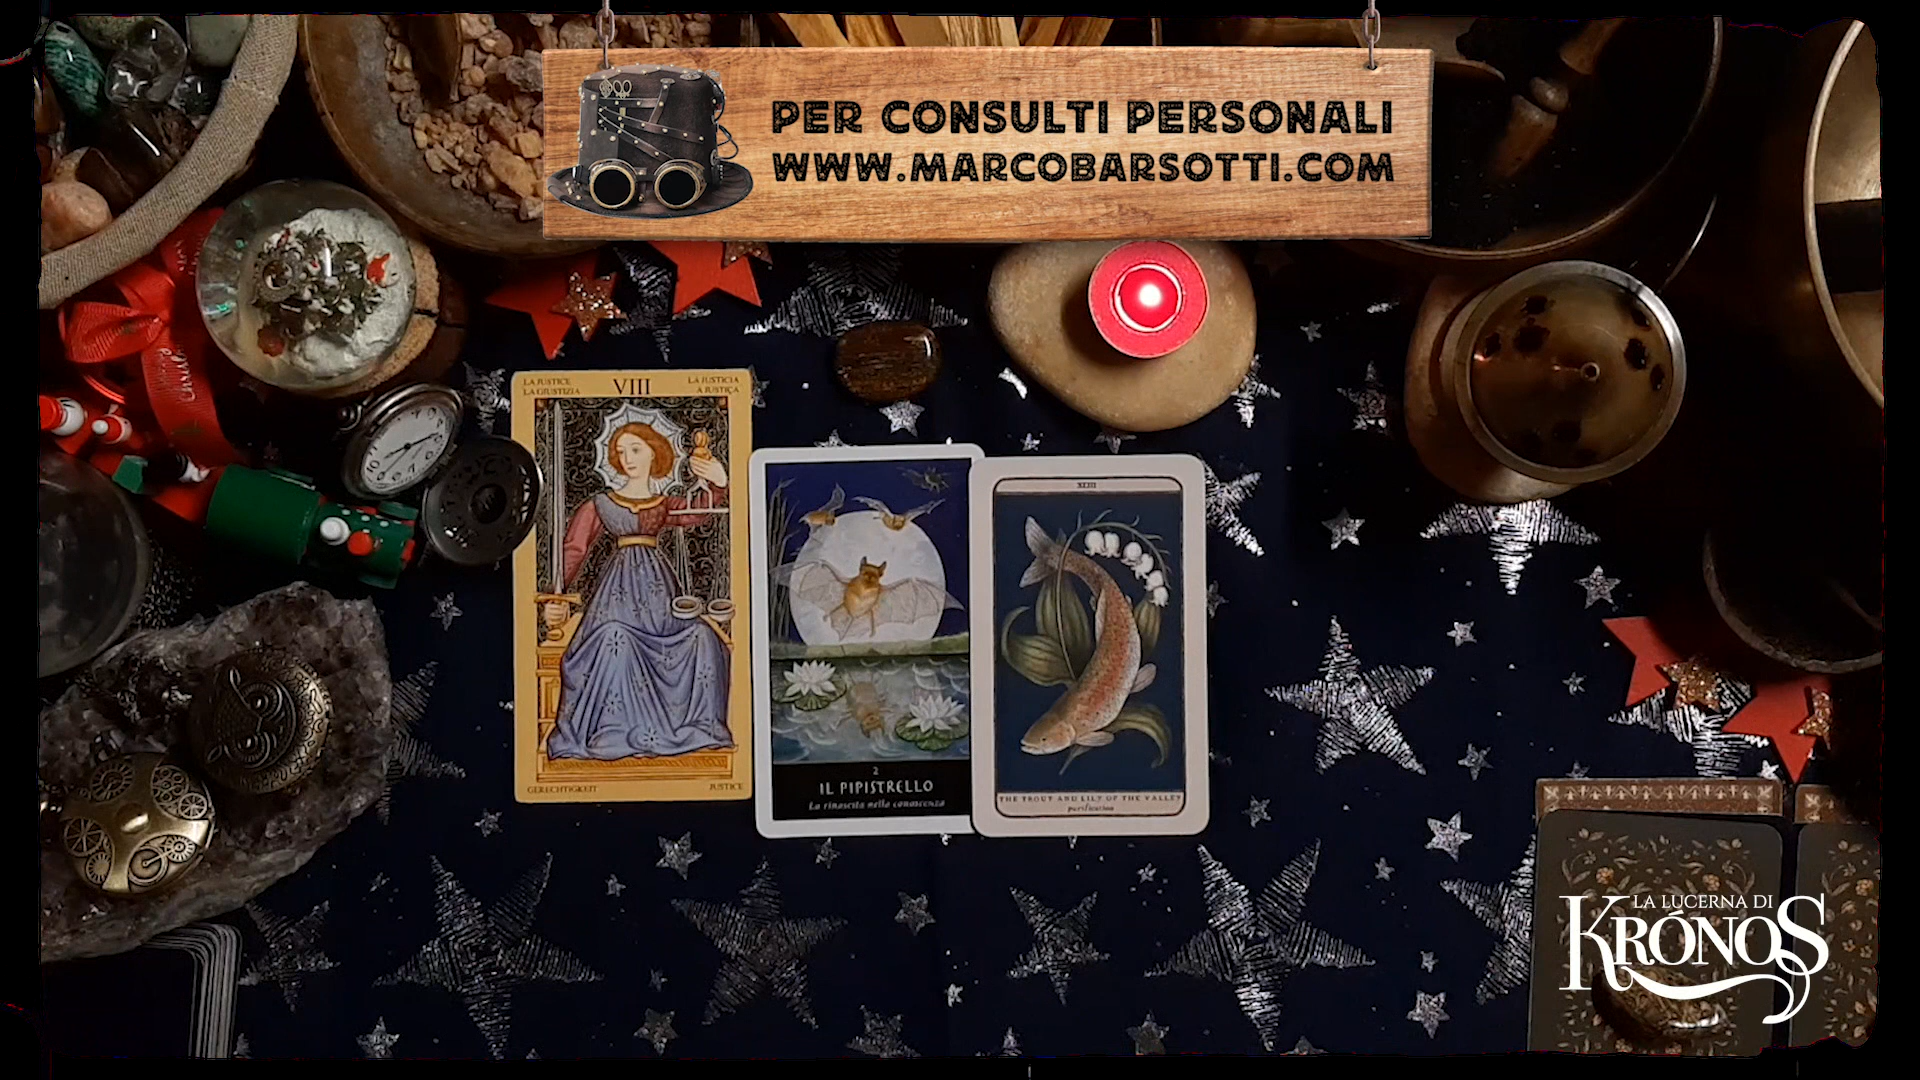 PER CONSULTI PERSONALI
WWW.MARCOBARSOTTI.COM
LA JUSTICE
LA GIUSTIZIA
VIII
LA JUSTICIA
A JUSTIÇA
GERECHTIGKEIT
JUSTICE
2
IL PIPISTRELLO
La rinascita nella conoscenza
XIII
THE TROUT AND LILY OF THE VALLEY
purification
LA LUCERNA DI
KRÓNOS